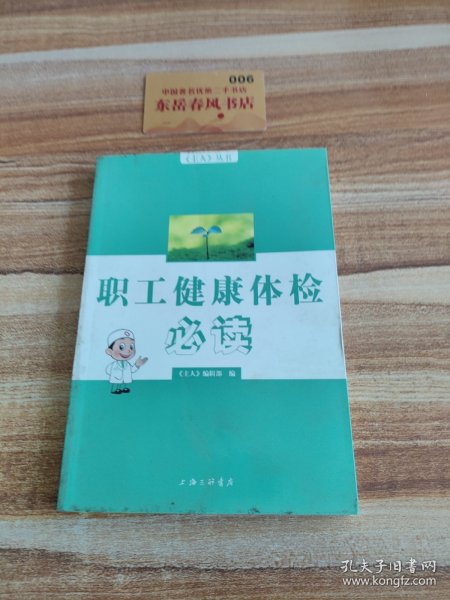 006
中国著名优质二手书店
东岳春风书店
《主人》丛书
职工健康体检
必读
《主人》编辑部 编
上海三联书店
孔夫子旧书网
www.kongfz.com